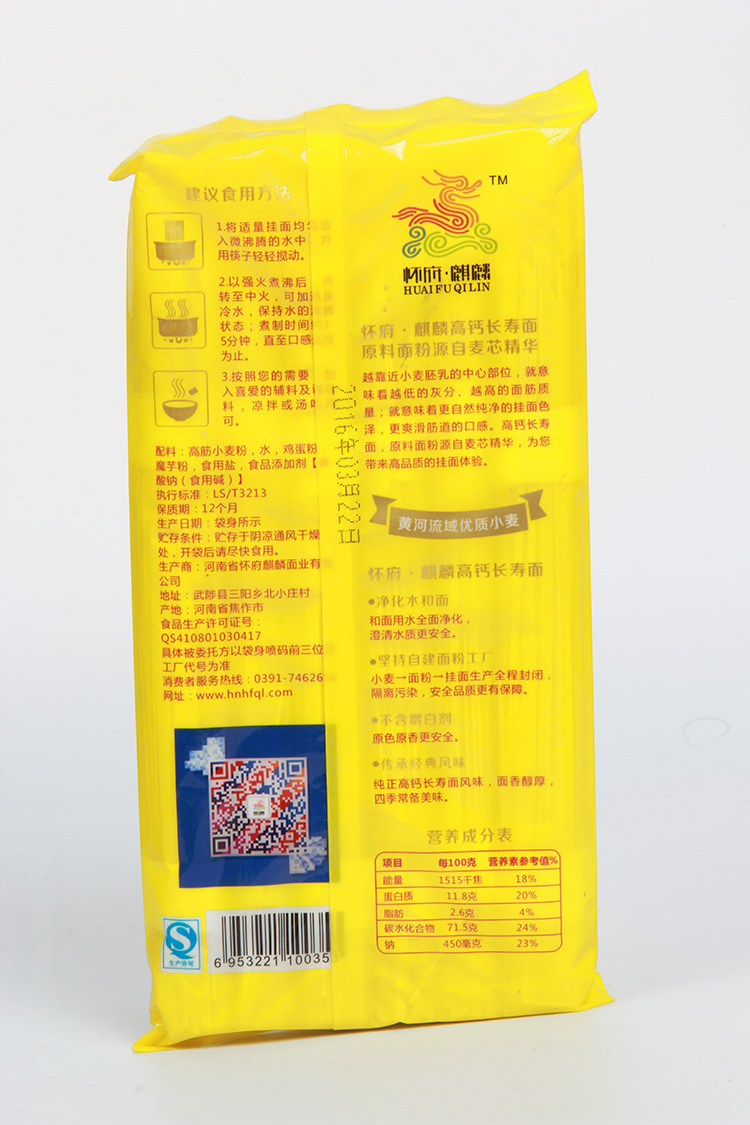 建议食用方法
1.将适量挂面均匀
入微沸腾的水中
用筷子轻轻搅动。
2.以强火煮沸后
转至中火，可加
冷水，保持水的
状态；煮制时间
5分钟，直至口感
为止。
3.按照您的需要
入喜爱的辅料及
料，凉拌或汤
可。
配料：高筋小麦粉，水，鸡蛋粉
魔芋粉，食用盐，食品添加剂【
酸钠（食用碱）】
执行标准：LS/T3213
保质期：12个月
生产日期：袋身所示
贮存条件：贮存于阴凉通风干燥
处，开袋后请尽快食用。
生产商：河南省怀府麒麟面业有
公司
地址：武陟县三阳乡北小庄村
产地：河南省焦作市
食品生产许可证号：
QS410801030417
具体被委托方以袋身喷码前三位
工厂代号为准
消费者服务热线：0391-74626
网址：www.hnhfql.com
生产许可
6 953221 10035
2016年03月22日
TM
怀府·麒麟
HUAIFUQILIN
怀府·麒麟高钙长寿面
原料面粉源自麦芯精华
越靠近小麦胚乳的中心部位，就意
味着越低的灰分、越高的面筋质
量；就意味着更自然纯净的挂面色
泽，更爽滑筋道的口感。高钙长寿
面，原料面粉源自麦芯精华，为您
带来高品质的挂面体验。
黄河流域优质小麦
怀府·麒麟高钙长寿面
●净化水和面
和面用水全面净化，
澄清水质更安全。
●坚持自建面粉工厂
小麦→面粉→挂面生产全程封闭，
隔离污染，安全品质更有保障。
●不含增白剂
原色原香更安全。
●传承经典风味
纯正高钙长寿面风味，面香醇厚，
四季常备美味。
营养成分表
项目 每100克 营养素参考值%
能量 1515千焦 18%
蛋白质 11.8克 20%
脂肪 2.6克 4%
碳水化合物 71.5克 24%
钠 450毫克 23%